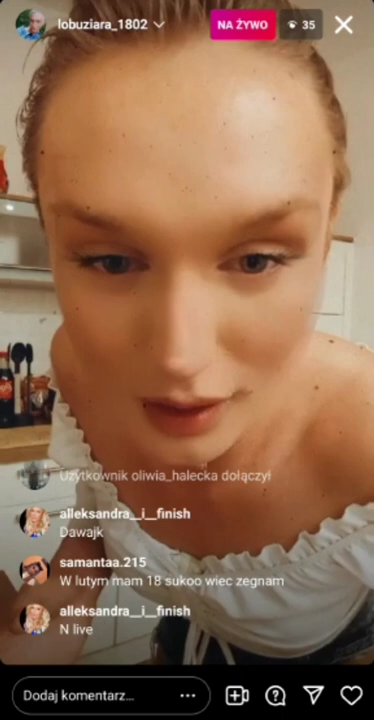 lobuziara_1802
NA ŻYWO
35
Użytkownik oliwia_halecka dołączył
alleksandra__i__finish
Dawajk
samantaa.215
W lutym mam 18 sukoo wiec zegnam
alleksandra__i__finish
N live
Dodaj komentarz...